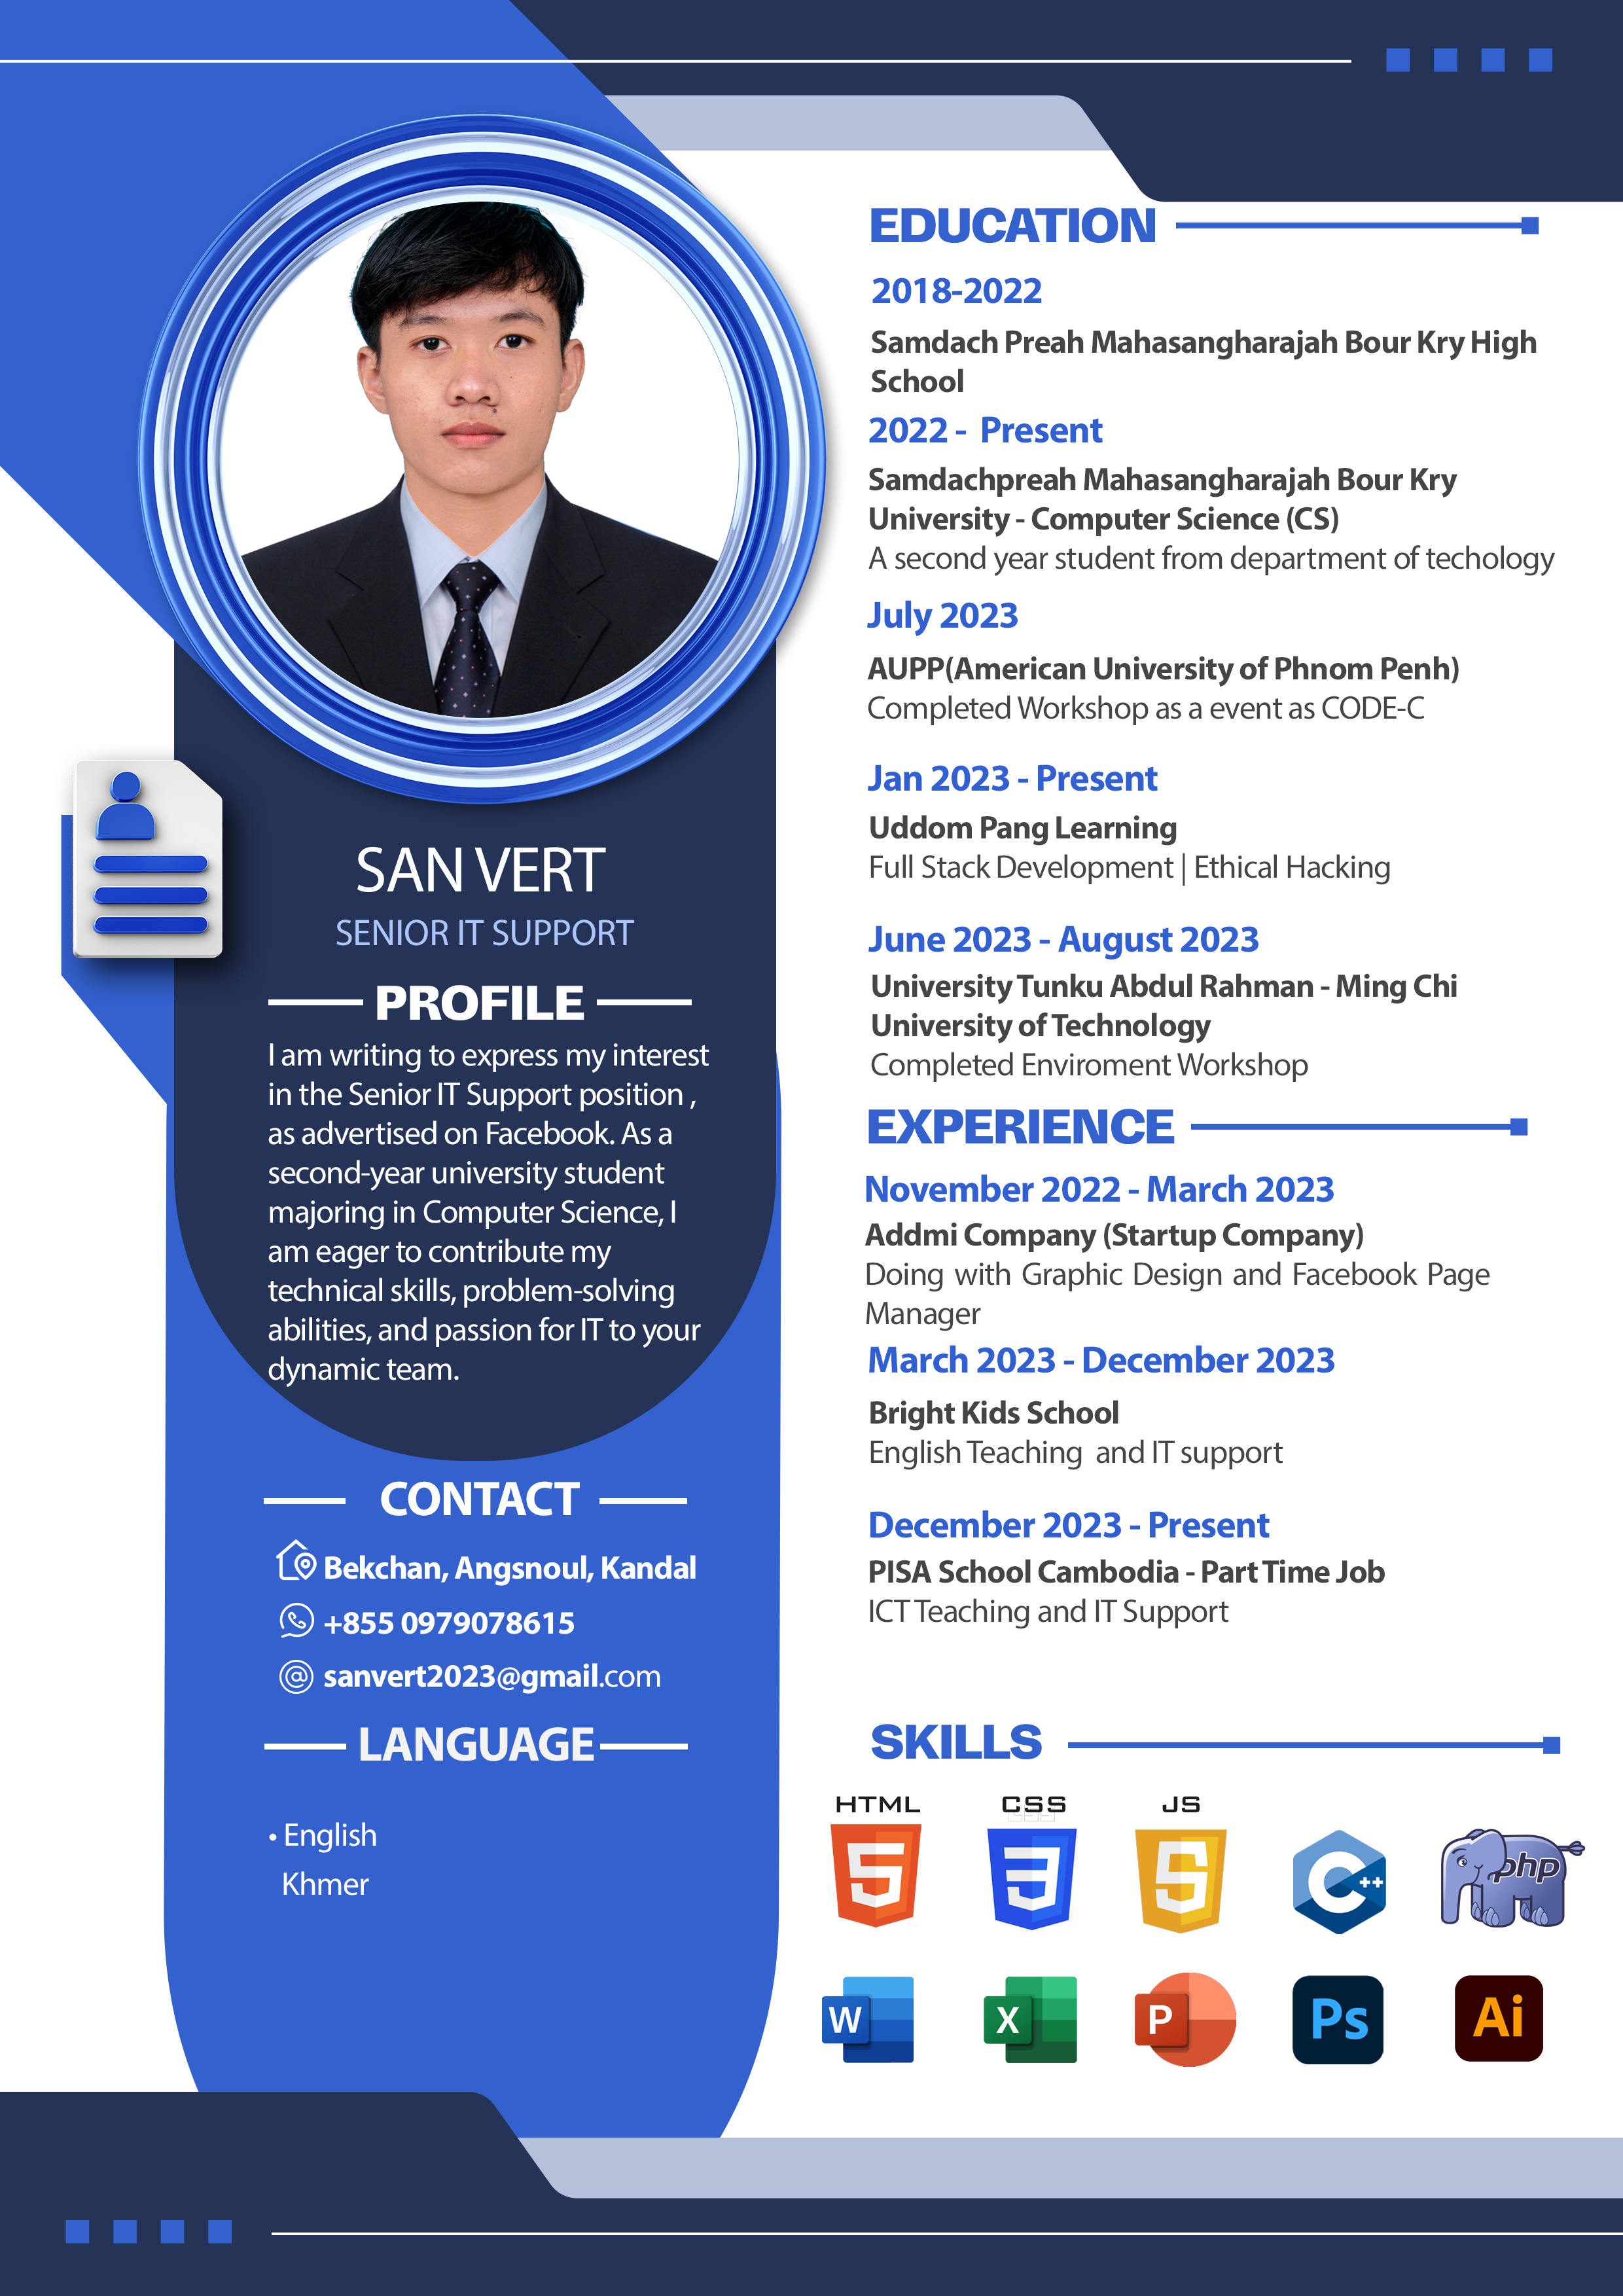 SAN VERT
SENIOR IT SUPPORT
PROFILE
I am writing to express my interest
in the Senior IT Support position ,
as advertised on Facebook. As a
second-year university student
majoring in Computer Science, I
am eager to contribute my
technical skills, problem-solving
abilities, and passion for IT to your
dynamic team.
CONTACT
Bekchan, Angsnoul, Kandal
+855 0979078615
@ sanvert2023@gmail.com
LANGUAGE
• English
Khmer
EDUCATION
2018-2022
Samdach Preah Mahasangharajah Bour Kry High
School
2022 - Present
Samdachpreah Mahasangharajah Bour Kry
University - Computer Science (CS)
A second year student from department of techology
July 2023
AUPP(American University of Phnom Penh)
Completed Workshop as a event as CODE-C
Jan 2023 - Present
Uddom Pang Learning
Full Stack Development | Ethical Hacking
June 2023 - August 2023
University Tunku Abdul Rahman - Ming Chi
University of Technology
Completed Enviroment Workshop
EXPERIENCE
November 2022 - March 2023
Addmi Company (Startup Company)
Doing with Graphic Design and Facebook Page
Manager
March 2023 - December 2023
Bright Kids School
English Teaching and IT support
December 2023 - Present
PISA School Cambodia - Part Time Job
ICT Teaching and IT Support
SKILLS
HTML CSS JS
5 3 5 C++ php
W X P Ps Ai